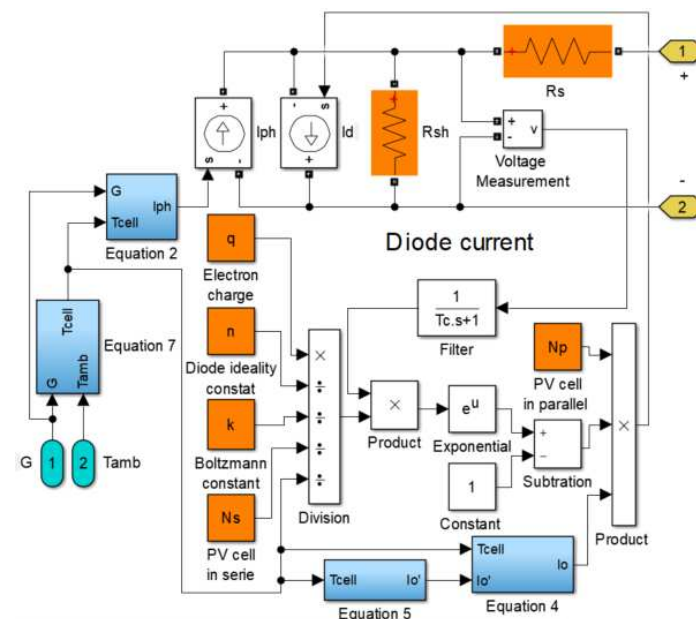 +
-
s
Iph
Id
+
s
-
+
+
Rsh
+
Rs
1
+
+
-
v
Voltage
Measurement
-
2
G
Tcell
Iph
Equation 2
Diode current
q
Electron
charge
Tcell
G
Tamb
Equation 7
n
Diode ideality
constat
k
Boltzmann
constant
Ns
PV cell
in serie
G
1
2
Tamb
×
÷
÷
÷
÷
Division
1
Tc.s+1
Filter
×
Product
e^u
Exponential
1
Constant
+
−
Subtration
Np
PV cell
in parallel
×
Product
Tcell
Io'
Equation 5
Tcell
Io'
Io
Equation 4